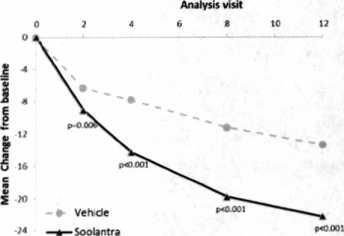 Analysis visit
0 2 4 6 8 10 12
0
-4
-8
p=0.006
-12
p<0.001
-16
-20
p<0.001
p<0.001
-24
Mean Change from baseline
Vehicle
Soolantra